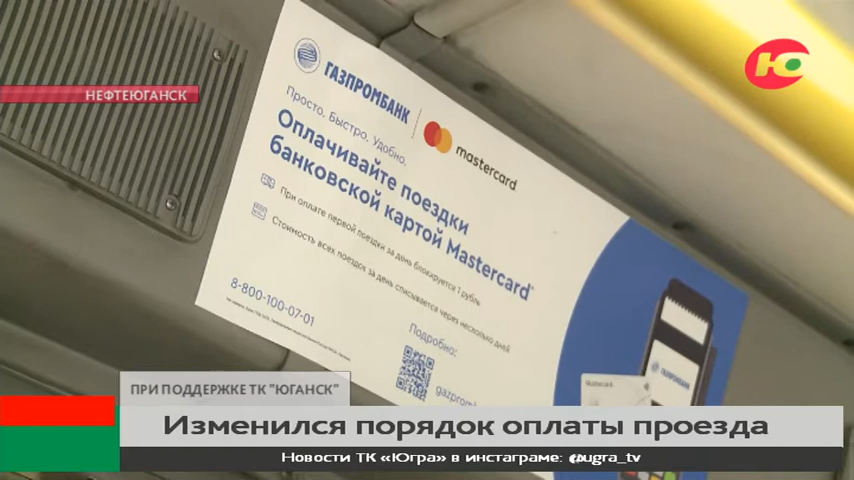 НЕФТЕЮГАНСК
Ю
ГАЗПРОМБАНК
mastercard
Просто. Быстро. Удобно.
Оплачивайте поездки
банковской картой Mastercard
При оплате первой поездки за день блокируется 1 рубль
Стоимость всех поездок за день списывается через несколько дней
8-800-100-07-01
Подробно:
ГАЗПРОМБАНК
ПРИ ПОДДЕРЖКЕ ТК "ЮГАНСК"
Изменился порядок оплаты проезда
Новости ТК «Югра» в инстаграме: @ugra_tv